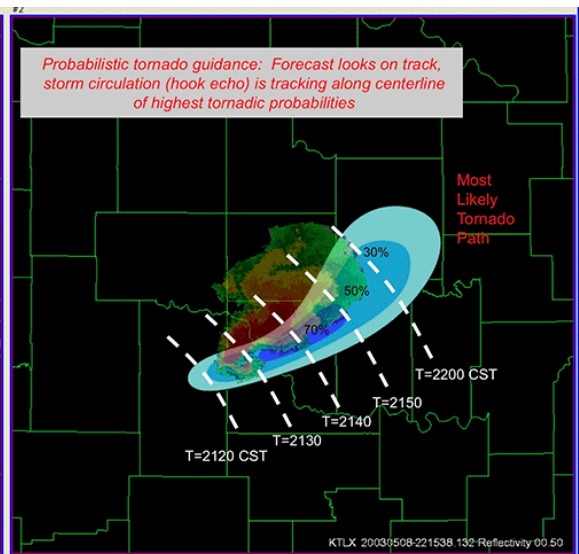 #2
Probabilistic tornado guidance: Forecast looks on track,
storm circulation (hook echo) is tracking along centerline
of highest tornadic probabilities
Most
Likely
Tornado
Path
30%
50%
70%
T=2200 CST
T=2150
T=2140
T=2130
T=2120 CST
KTLX 20030508-221538.132 Reflectivity 00.50